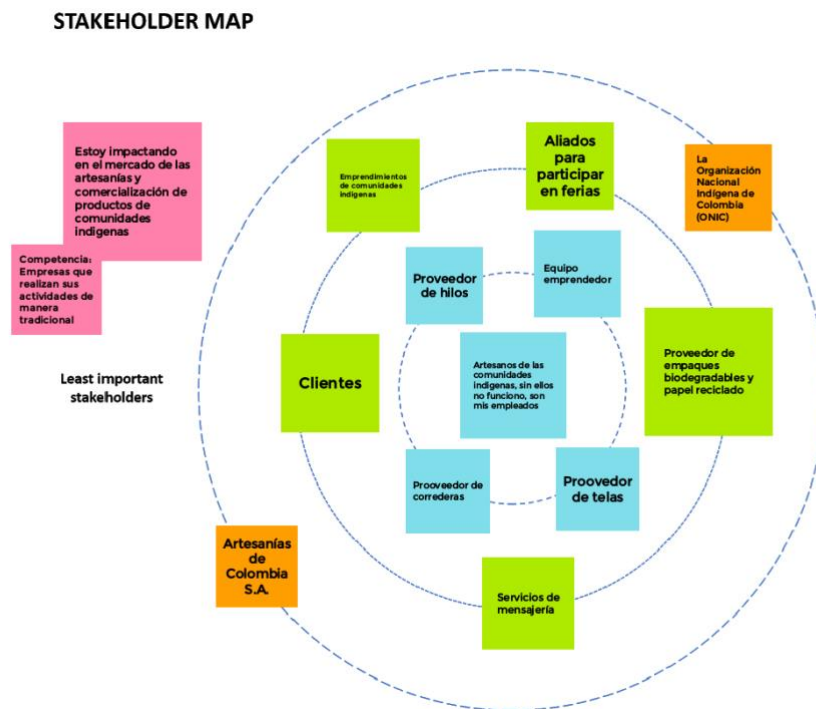 STAKEHOLDER MAP
Estoy impactando
en el mercado de las
artesanías y
comercialización de
productos de
comunidades
indigenas
Competencia:
Empresas que
realizan sus
actividades de
manera
tradicional
Least important
stakeholders
Emprendimientos
de comunidades
indigenas
Aliados
para
participar
en ferias
La
Organización
Nacional
Indígena de
Colombia
(ONIC)
Proveedor
de hilos
Equipo
emprendedor
Clientes
Artesanos de las
comunidades
indigenas, sin ellos
no funciono, son
mis empleados
Proveedor de
empaques
biodegradables y
papel reciclado
Prooveedor de
correderas
Proovedor
de telas
Artesanías
de
Colombia
S.A.
Servicios de
mensajería